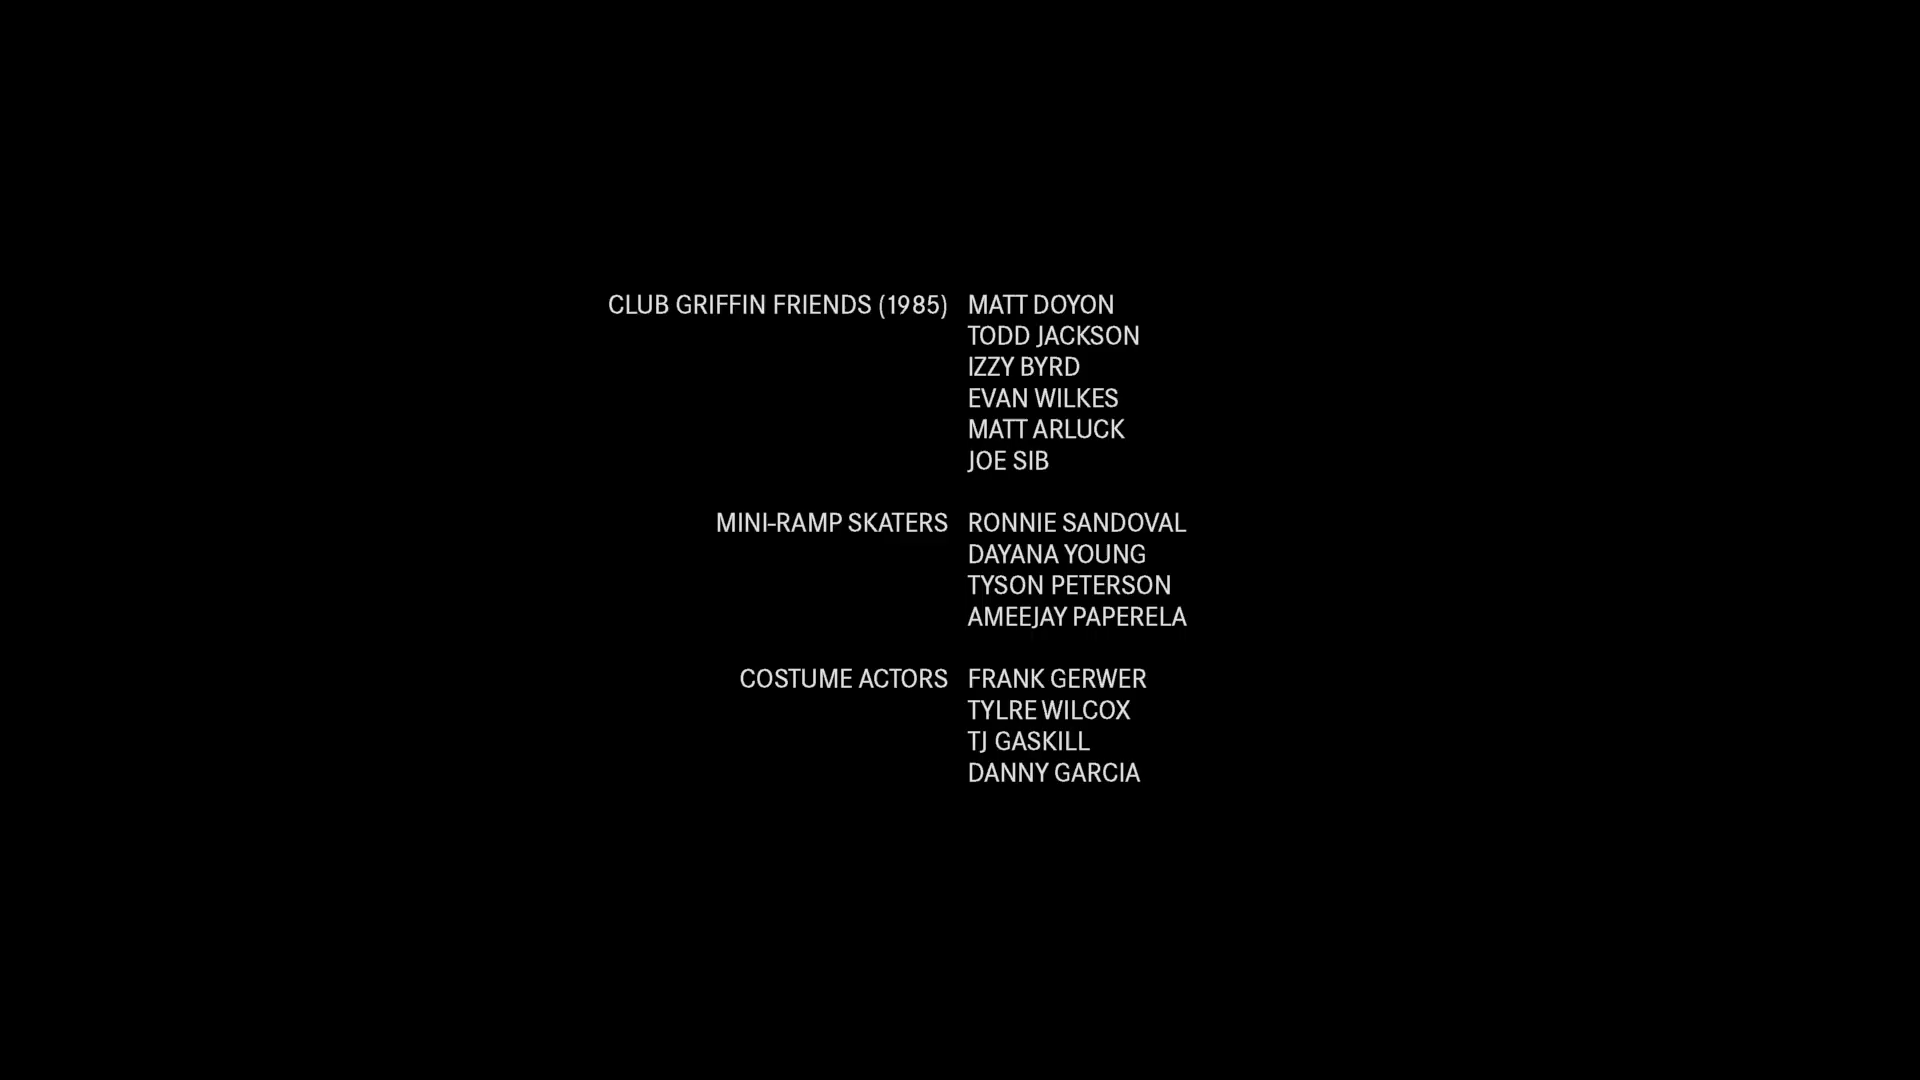 CLUB GRIFFIN FRIENDS (1985) MATT DOYON
TODD JACKSON
IZZY BYRD
EVAN WILKES
MATT ARLUCK
JOE SIB
MINI-RAMP SKATERS RONNIE SANDOVAL
DAYANA YOUNG
TYSON PETERSON
AMEEJAY PAPERELA
COSTUME ACTORS FRANK GERWER
TYLRE WILCOX
TJ GASKILL
DANNY GARCIA